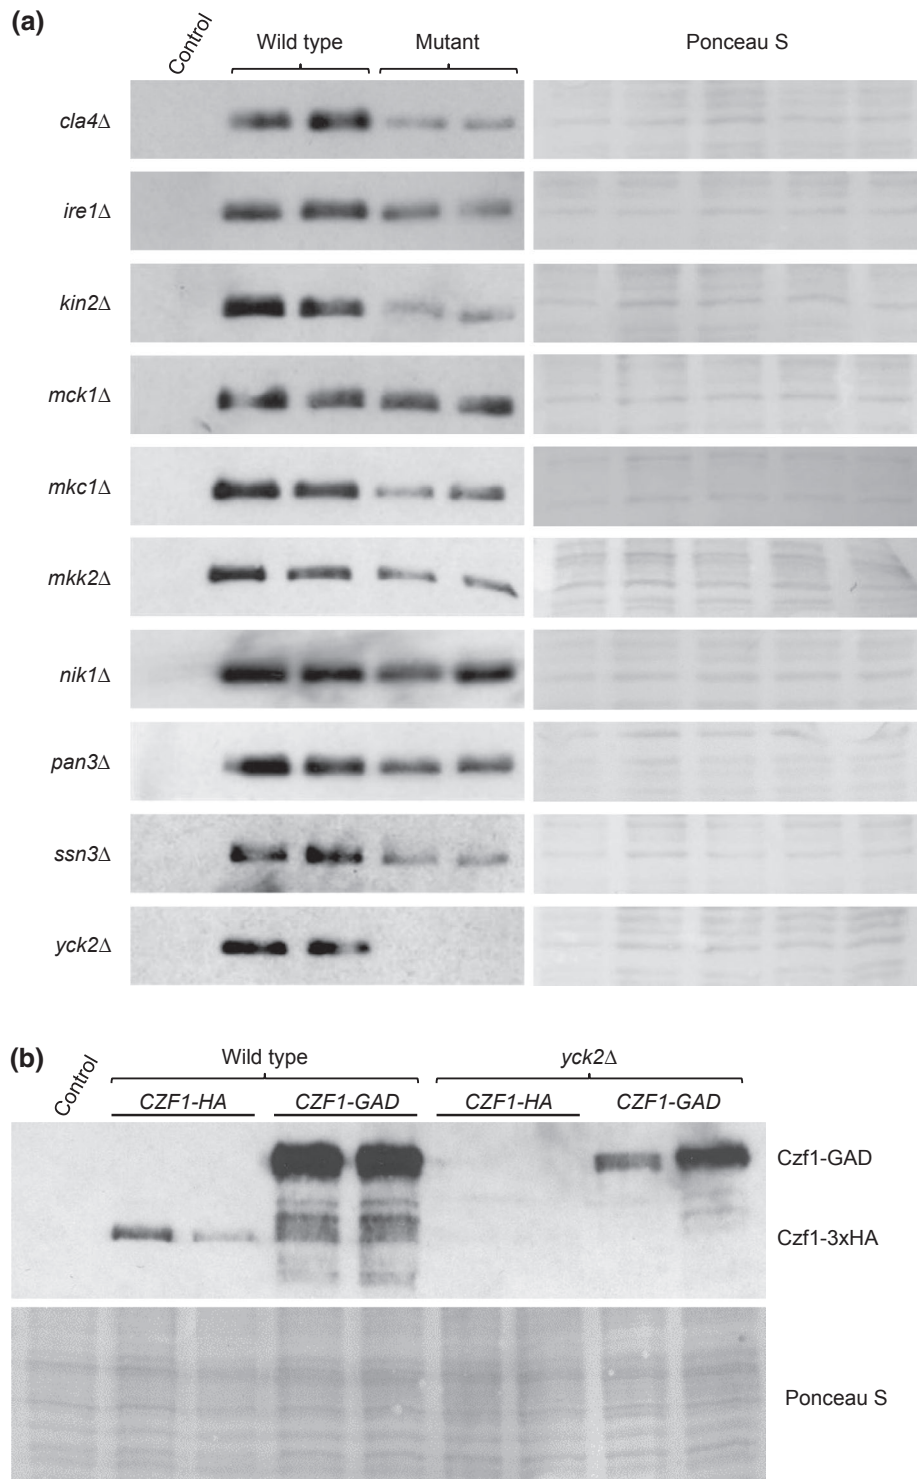 (a)
Control
Wild type
Mutant
Ponceau S
cla4Δ
ire1Δ
kin2Δ
mck1Δ
mkc1Δ
mkk2Δ
nik1Δ
pan3Δ
ssn3Δ
yck2Δ
(b)
Control
Wild type
yck2Δ
CZF1-HA
CZF1-GAD
CZF1-HA
CZF1-GAD
Czf1-GAD
Czf1-3xHA
Ponceau S